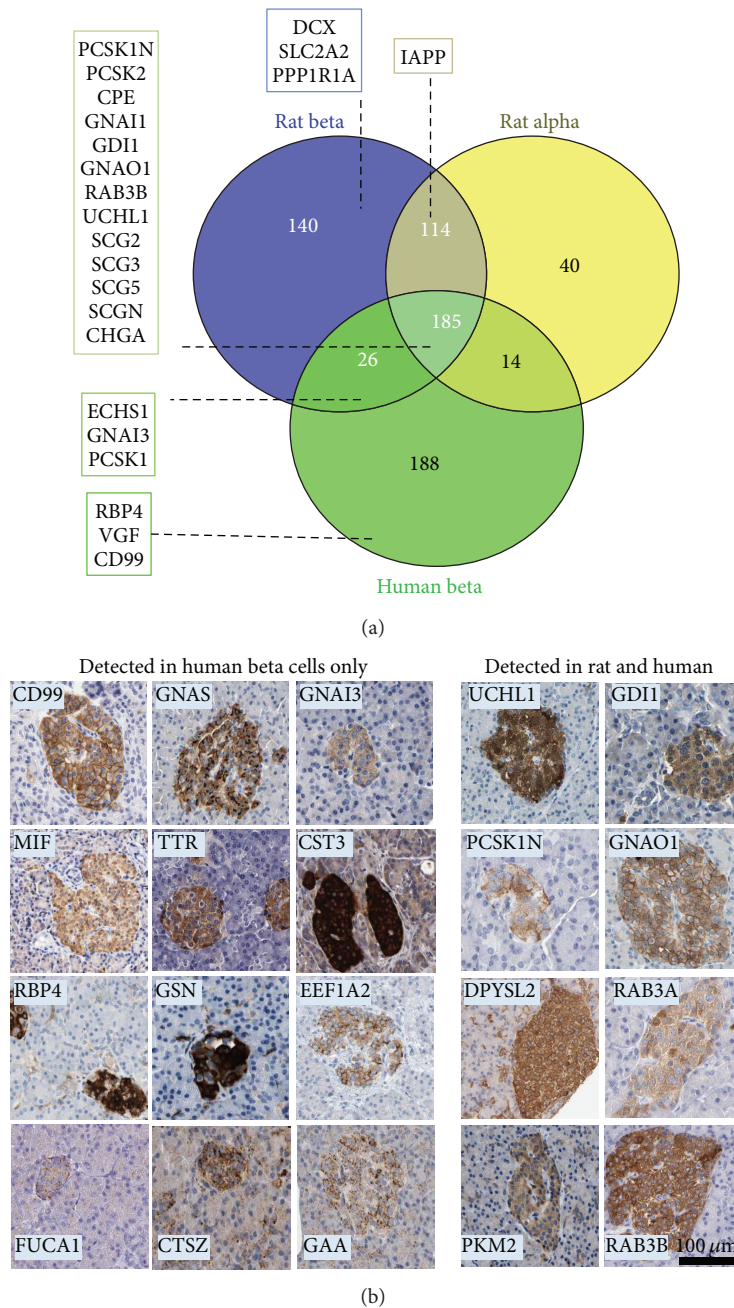 PCSK1N
PCSK2
CPE
GNAI1
GDI1
GNAO1
RAB3B
UCHL1
SCG2
SCG3
SCG5
SCGN
CHGA
DCX
SLC2A2
PPP1R1A
IAPP
Rat beta
Rat alpha
140
114
40
185
26
14
188
ECHS1
GNAI3
PCSK1
RBP4
VGF
CD99
Human beta
(a)
Detected in human beta cells only
CD99
GNAS
GNAI3
MIF
TTR
CST3
RBP4
GSN
EEF1A2
FUCA1
CTSZ
GAA
Detected in rat and human
UCHL1
GDI1
PCSK1N
GNAO1
DPYSL2
RAB3A
PKM2
RAB3B
100 μm
(b)